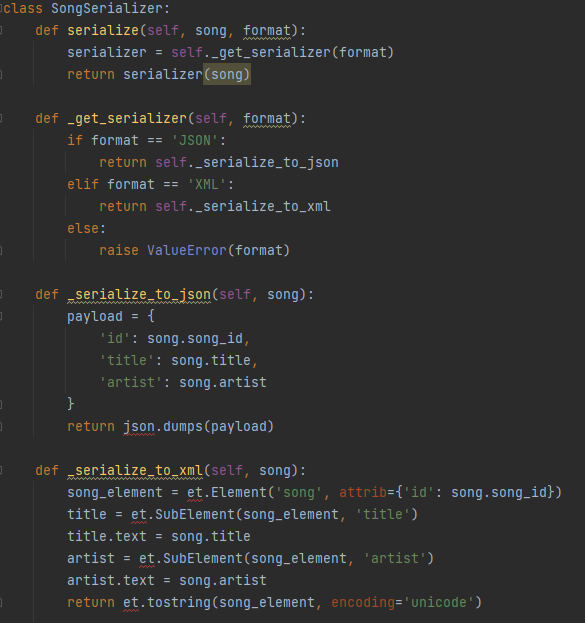 class SongSerializer:
    def serialize(self, song, format):
        serializer = self._get_serializer(format)
        return serializer(song)

    def _get_serializer(self, format):
        if format == 'JSON':
            return self._serialize_to_json
        elif format == 'XML':
            return self._serialize_to_xml
        else:
            raise ValueError(format)

    def _serialize_to_json(self, song):
        payload = {
            'id': song.song_id,
            'title': song.title,
            'artist': song.artist
        }
        return json.dumps(payload)

    def _serialize_to_xml(self, song):
        song_element = et.Element('song', attrib={'id': song.song_id})
        title = et.SubElement(song_element, 'title')
        title.text = song.title
        artist = et.SubElement(song_element, 'artist')
        artist.text = song.artist
        return et.tostring(song_element, encoding='unicode')